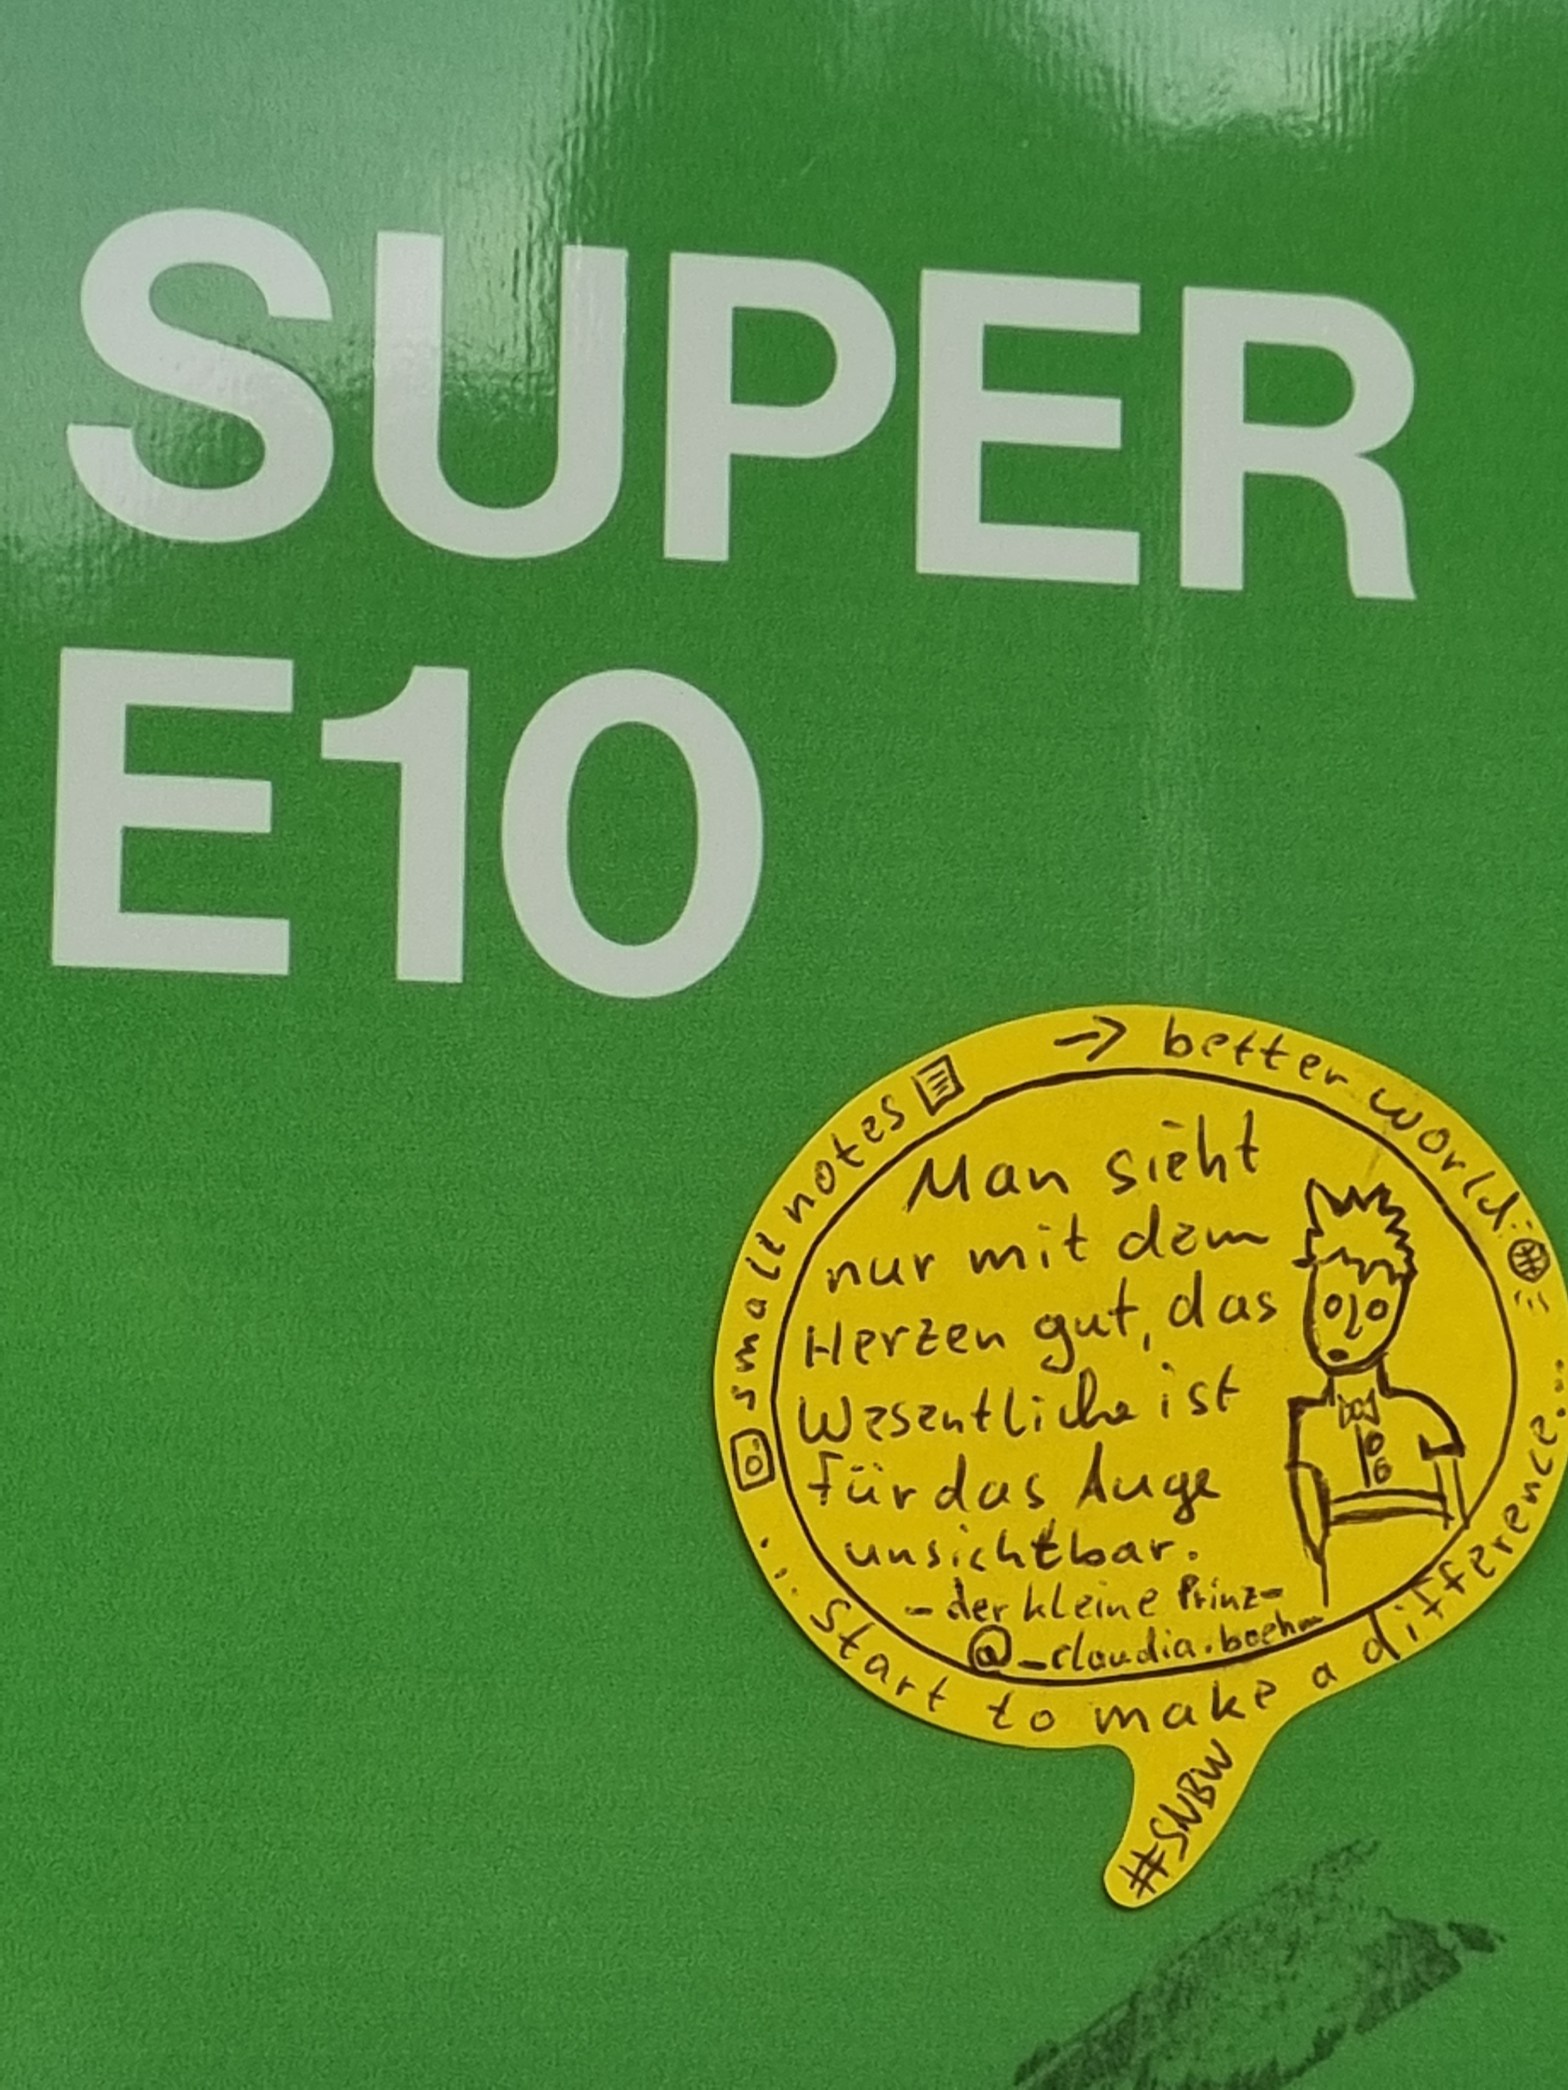 SUPER
E10
small notes
→ better world
Man sieht
nur mit dem
Herzen gut, das
Wesentliche ist
für das Auge
unsichtbar.
- der kleine Prinz -
@_claudia.boehm
... Start to make a difference...
#SNBW